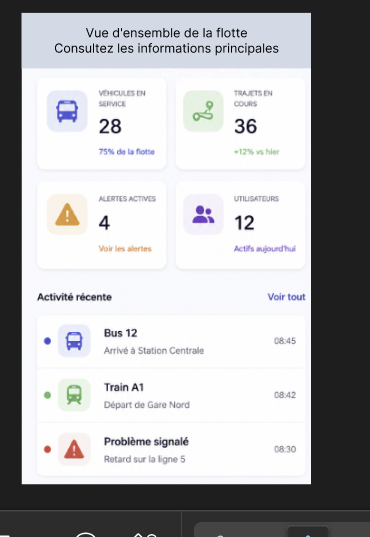 Vue d'ensemble de la flotte
Consultez les informations principales
VÉHICULES EN
SERVICE
28
75% de la flotte
TRAJETS EN
COURS
36
+12% vs hier
ALERTES ACTIVES
4
Voir les alertes
UTILISATEURS
12
Actifs aujourd'hui
Activité récente
Voir tout
Bus 12
Arrivé à Station Centrale
08:45
Train A1
Départ de Gare Nord
08:42
Problème signalé
Retard sur la ligne 5
08:30